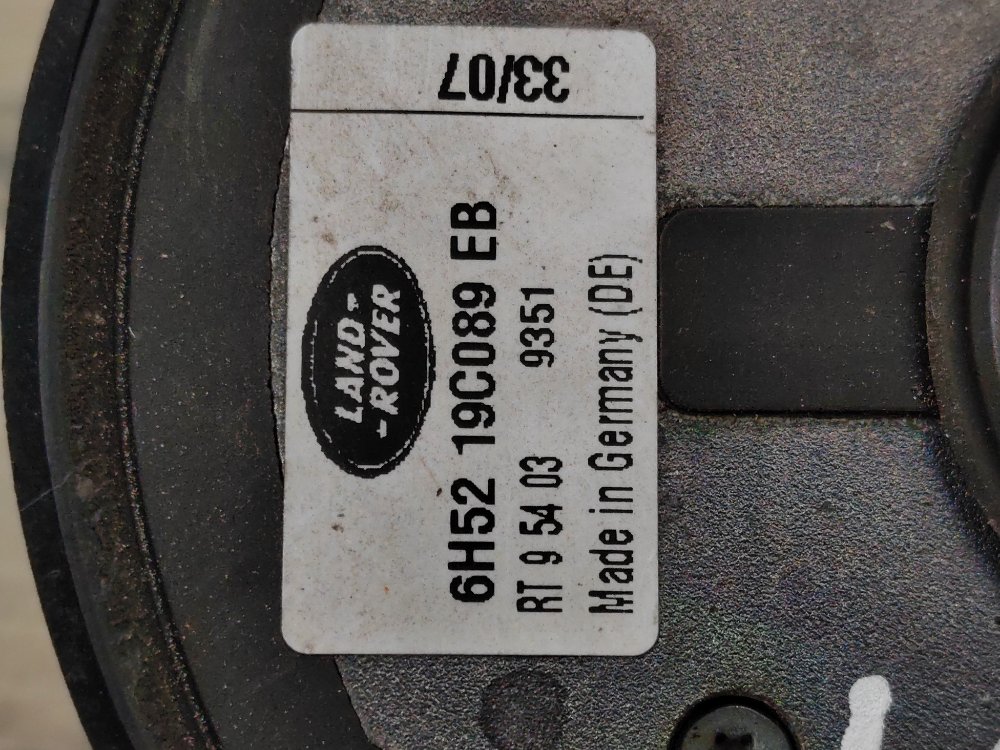 LAND
ROVER
6H52 19C089 EB
RT 9 54 03 9351
Made in Germany (DE)
33/07